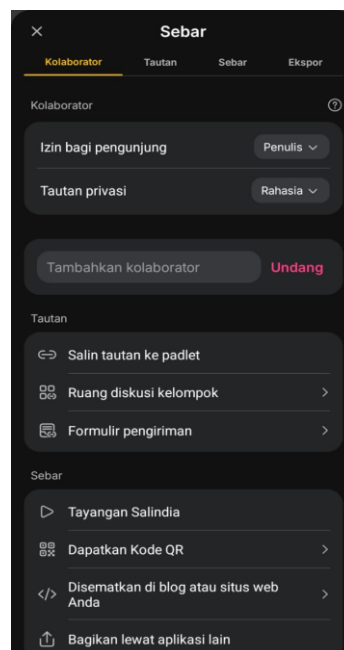 Sebar
Kolaborator Tautan Sebar Ekspor
Kolaborator
Izin bagi pengunjung Penulis
Tautan privasi Rahasia
Tambahkan kolaborator Undang
Tautan
Salin tautan ke padlet
Ruang diskusi kelompok
Formulir pengiriman
Sebar
Tayangan Salindia
Dapatkan Kode QR
Disematkan di blog atau situs web
Anda
Bagikan lewat aplikasi lain